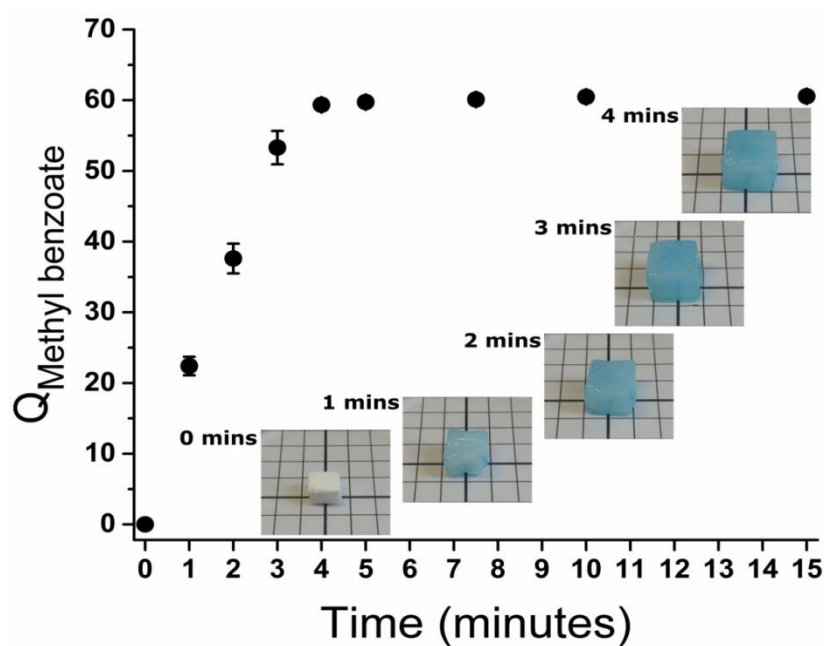 70
60
50
40
30
20
10
0
Q Methyl benzoate
4 mins
3 mins
2 mins
1 mins
0 mins
0 1 2 3 4 5 6 7 8 9 10 11 12 13 14 15
Time (minutes)